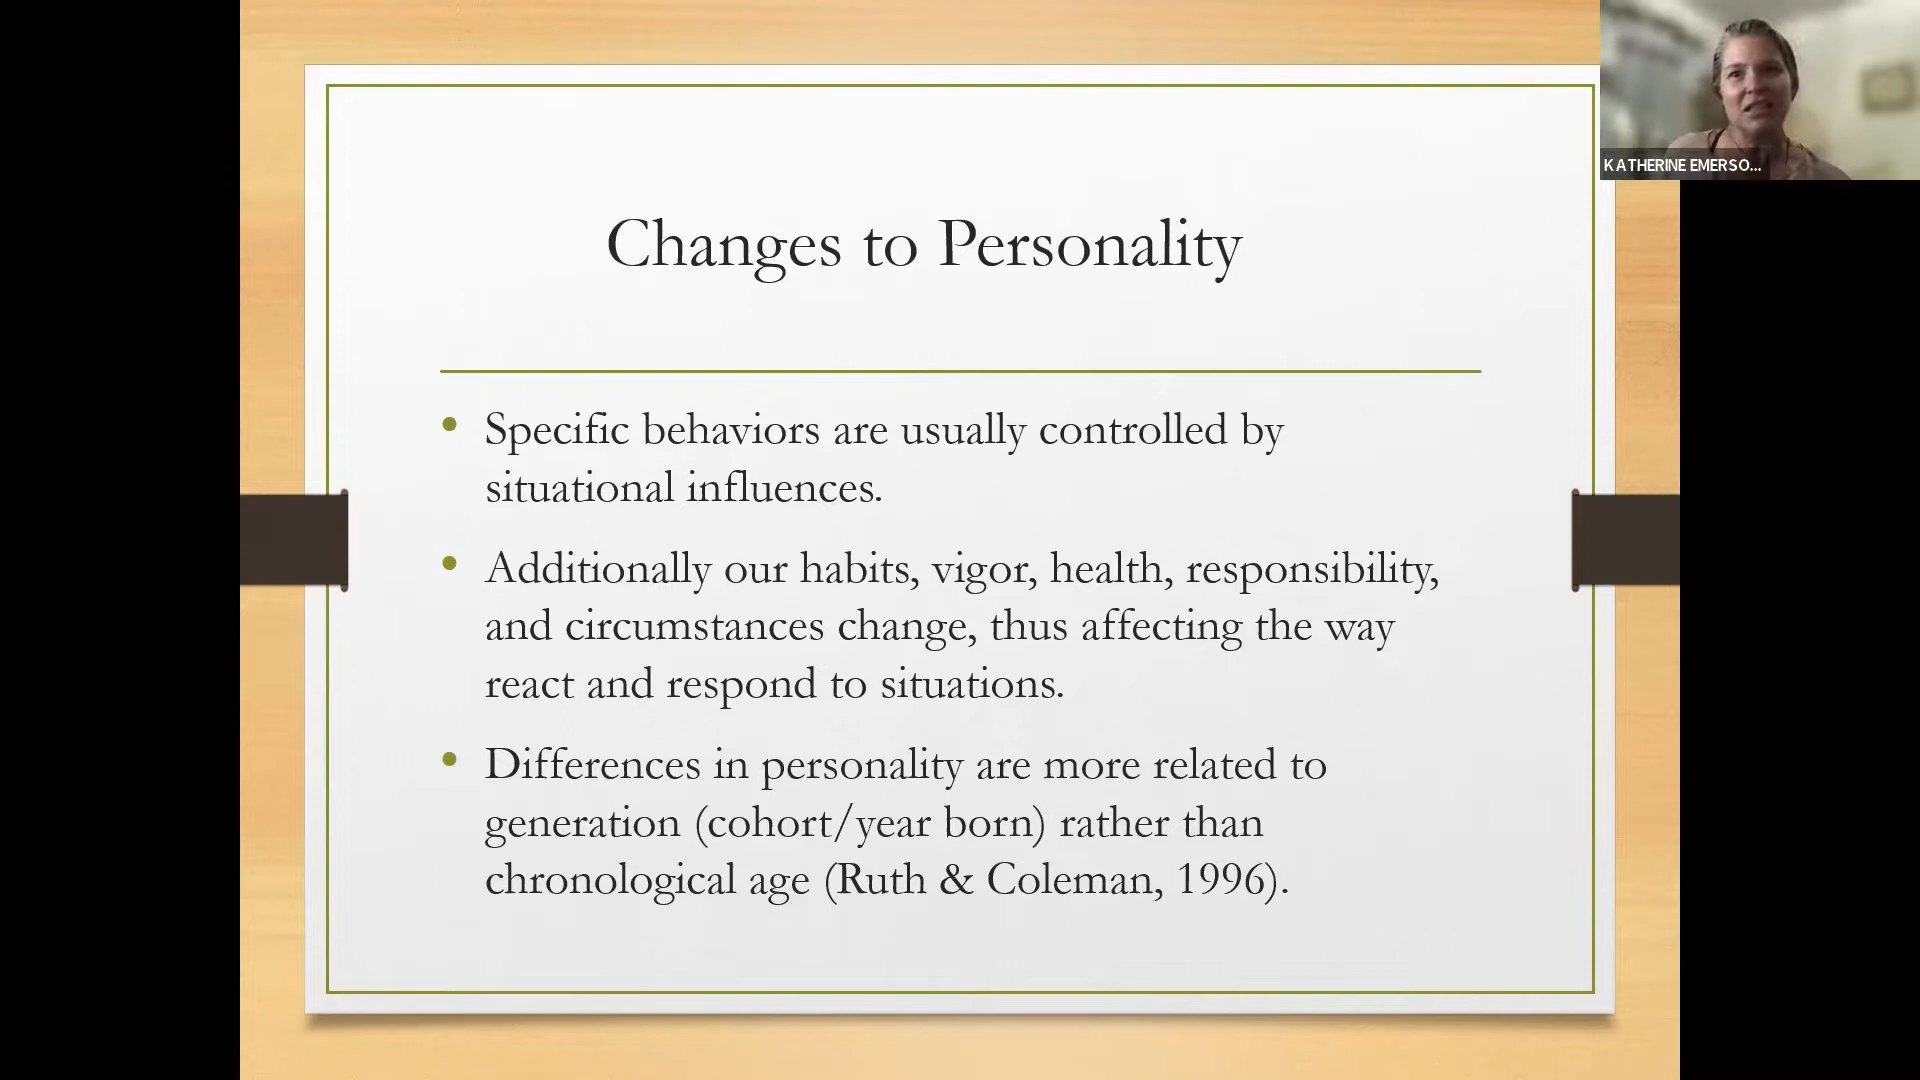 KATHERINE EMERSO...
Changes to Personality
• Specific behaviors are usually controlled by
situational influences.
• Additionally our habits, vigor, health, responsibility,
and circumstances change, thus affecting the way
react and respond to situations.
• Differences in personality are more related to
generation (cohort/year born) rather than
chronological age (Ruth & Coleman, 1996).